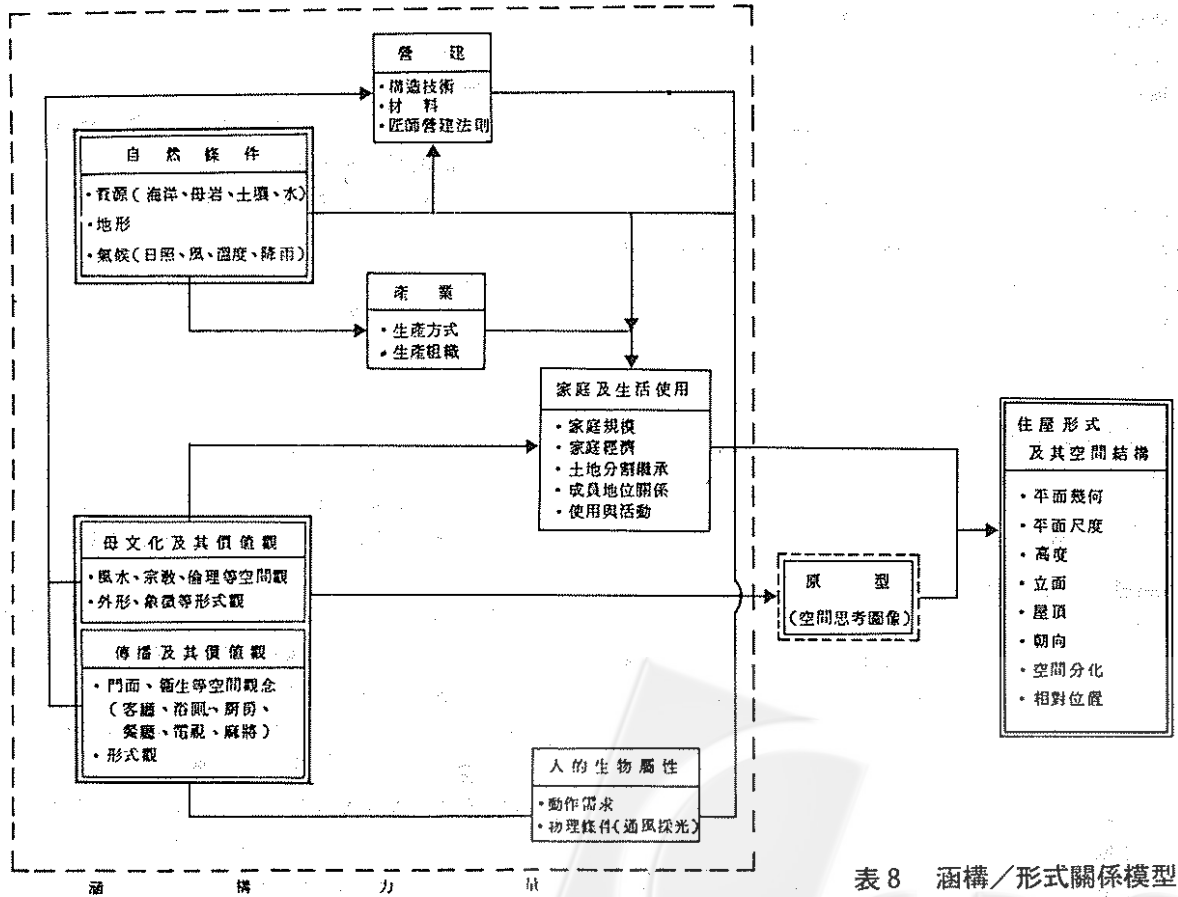 營建
・構造技術
・材料
・匠師營建法則
自然條件
・資源(海洋、母岩、土壤、水)
・地形
・氣候(日照、風、溫度、降雨)
產業
・生產方式
・生產組織
家庭及生活使用
・家庭規模
・家庭經濟
・土地分割繼承
・成員地位關係
・使用與活動
母文化及其價值觀
・風水、宗教、倫理等空間觀
・外形、象徵等形式觀
傳播及其價值觀
・門面、衛生等空間觀念
(客廳、浴厠、厨房、
餐廳、電視、麻將)
・形式觀
人的生物屬性
・動作需求
・物理條件(通風採光)
原型
(空間思考圖像)
住屋形式
及其空間結構
・平面幾何
・平面尺度
・高度
・立面
・屋頂
・朝向
・空間分化
・相對位置
涵構力量
表8 涵構/形式關係模型